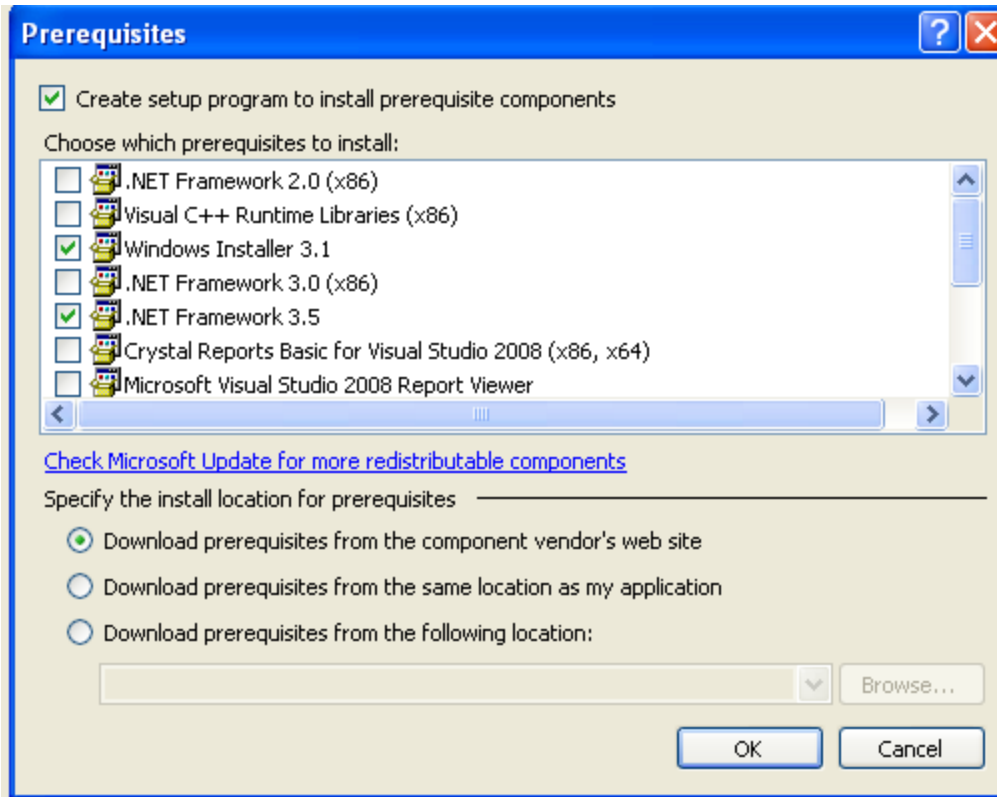 Prerequisites
Create setup program to install prerequisite components
Choose which prerequisites to install:
.NET Framework 2.0 (x86)
Visual C++ Runtime Libraries (x86)
Windows Installer 3.1
.NET Framework 3.0 (x86)
.NET Framework 3.5
Crystal Reports Basic for Visual Studio 2008 (x86, x64)
Microsoft Visual Studio 2008 Report Viewer
Check Microsoft Update for more redistributable components
Specify the install location for prerequisites
Download prerequisites from the component vendor's web site
Download prerequisites from the same location as my application
Download prerequisites from the following location:
Browse...
OK Cancel